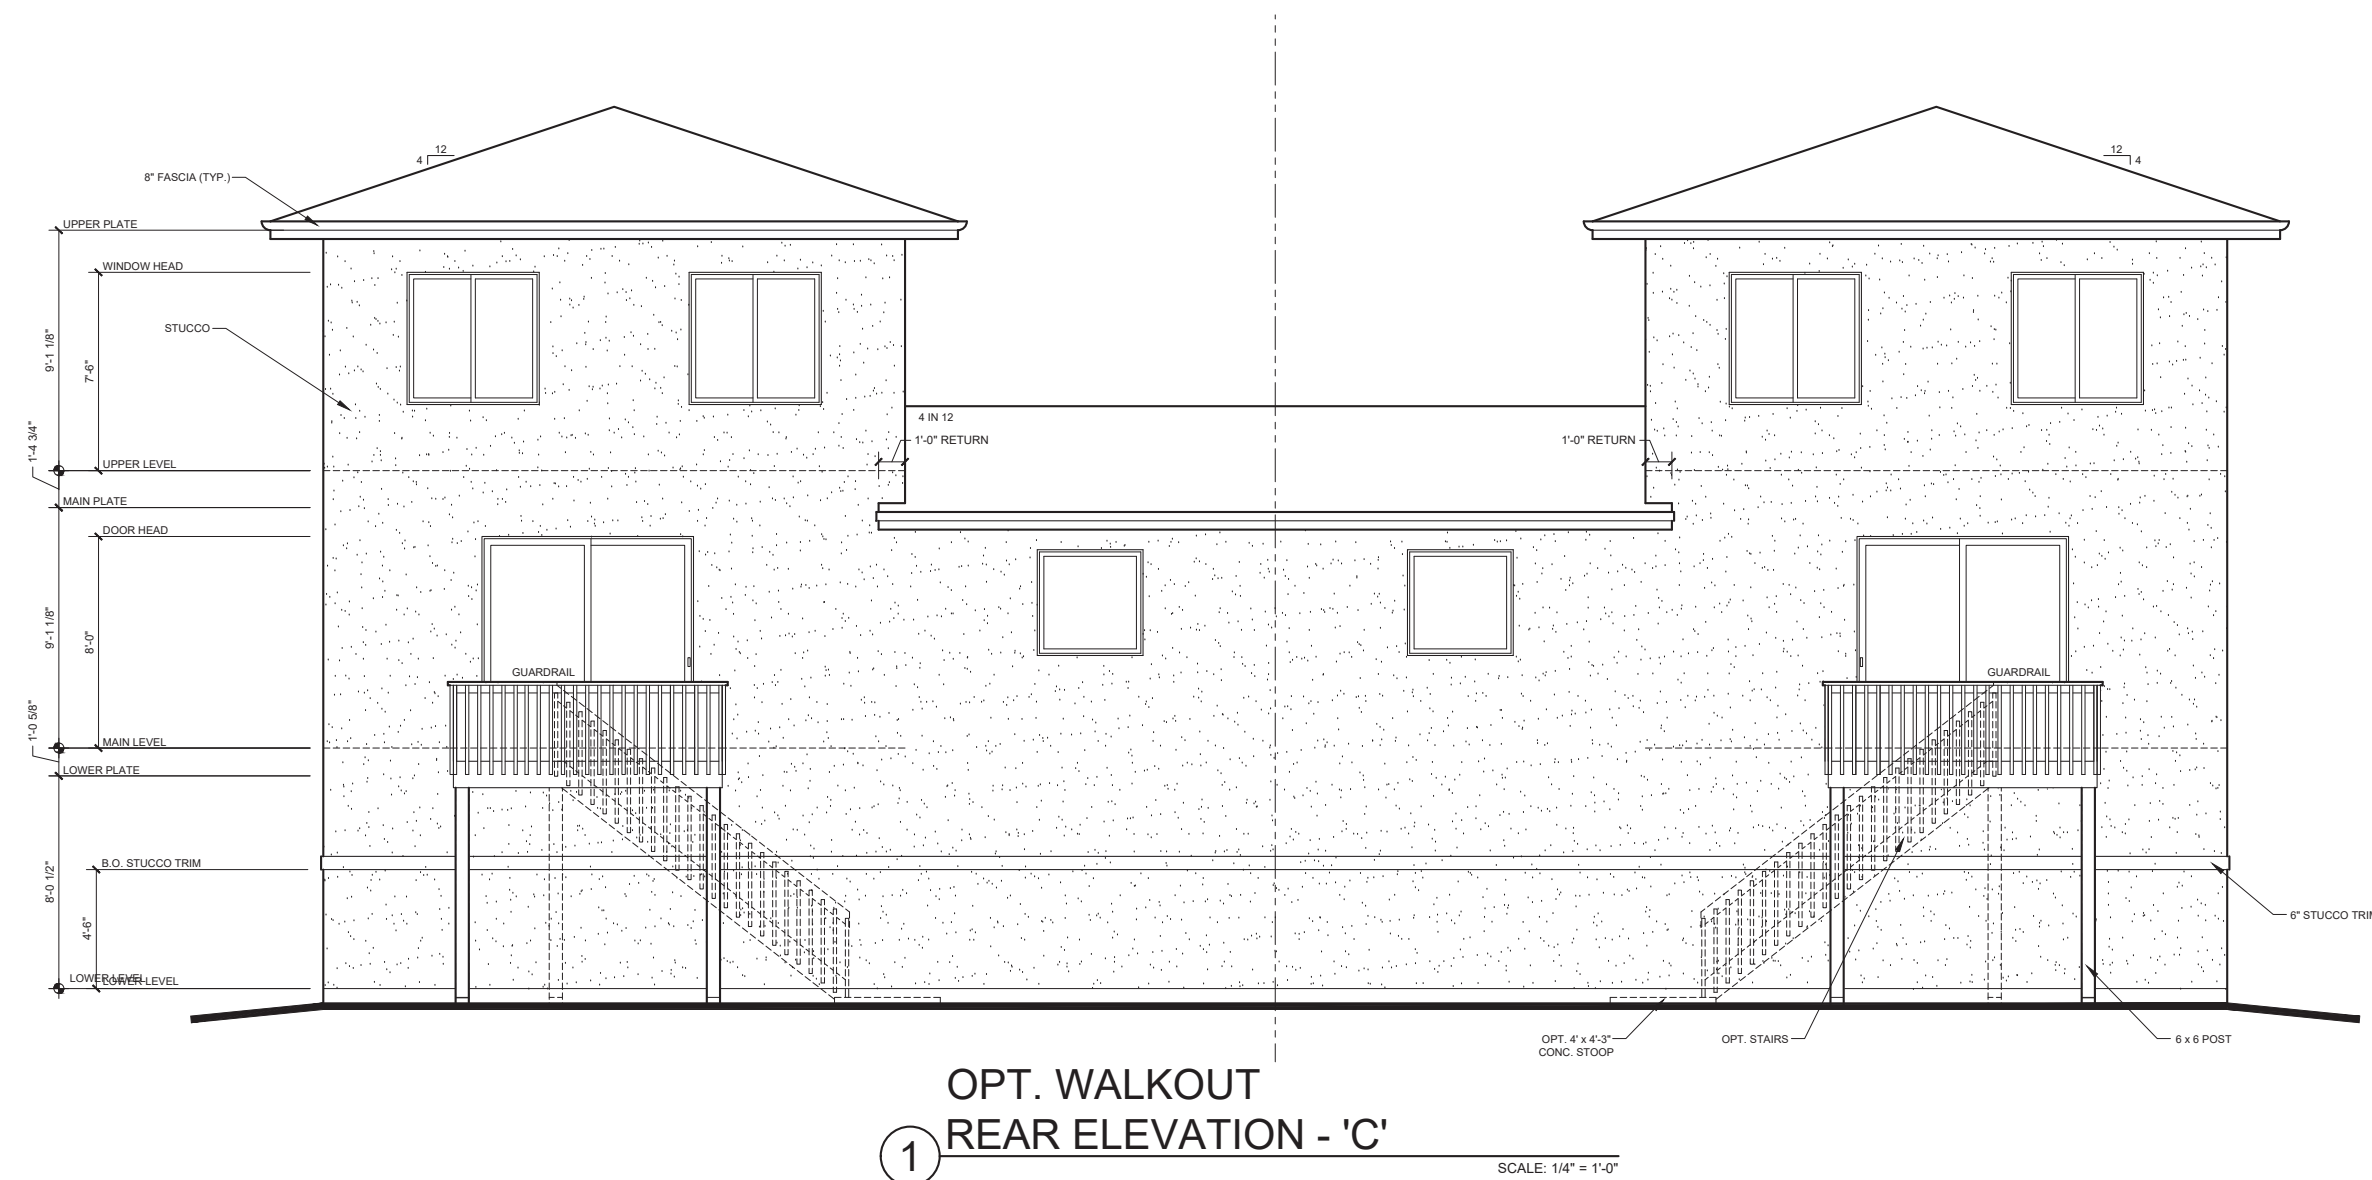 12
4
12
4
8" FASCIA (TYP.)
UPPER PLATE
WINDOW HEAD
STUCCO
9'-1 1/8"
7'-6"
4 IN 12
1'-0" RETURN
1'-0" RETURN
1'-4 3/4"
UPPER LEVEL
MAIN PLATE
DOOR HEAD
9'-1 1/8"
8'-0"
GUARDRAIL
GUARDRAIL
1'-0 5/8"
MAIN LEVEL
LOWER PLATE
B.O. STUCCO TRIM
8'-0 1/2"
4'-6"
6" STUCCO TRIM
LOWER LEVEL
LOWER LEVEL
OPT. 4' x 4'-3"
CONC. STOOP
OPT. STAIRS
6 x 6 POST
OPT. WALKOUT
REAR ELEVATION - 'C'
1
SCALE: 1/4" = 1'-0"